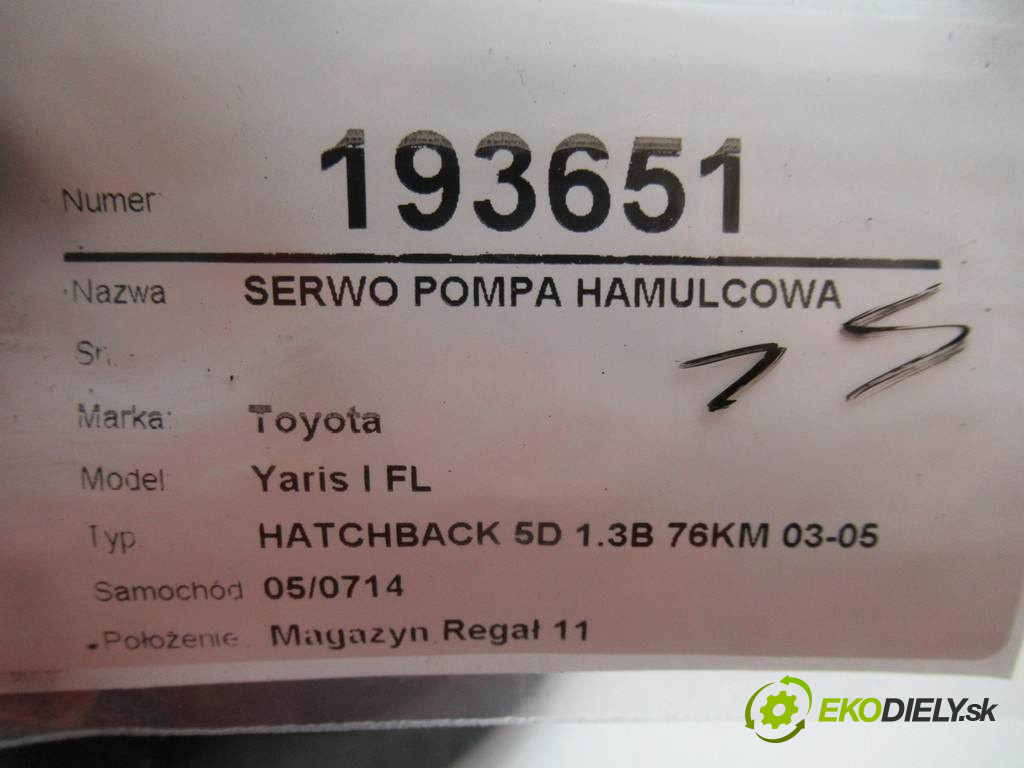 Numer 193651
Nazwa SERWO POMPA HAMULCOWA
Sr.
Marka: Toyota
Model: Yaris I FL
Typ HATCHBACK 5D 1.3B 76KM 03-05
Samochód 05/0714
Położenie Magazyn Regał 11
EKODIELY.sk